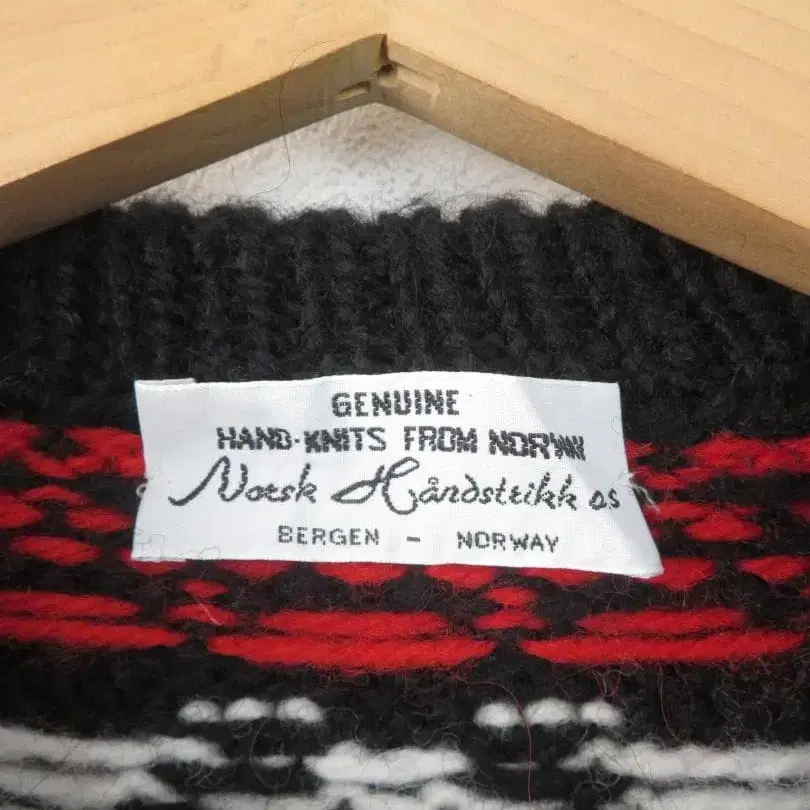 GENUINE
HAND-KNITS FROM NORWAY
Norsk Håndstrikk as
BERGEN - NORWAY